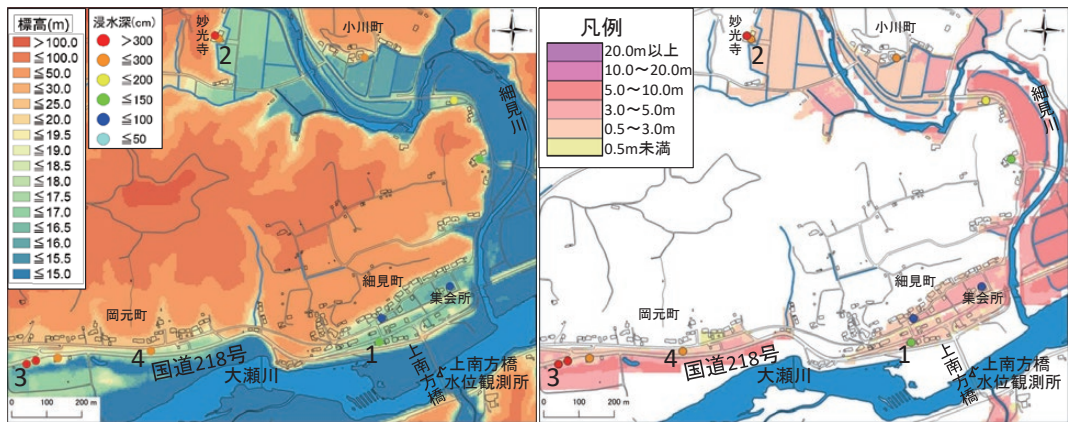 標高(m)
>100.0
≦100.0
≦50.0
≦30.0
≦25.0
≦20.0
≦19.5
≦19.0
≦18.5
≦18.0
≦17.5
≦17.0
≦16.5
≦16.0
≦15.5
≦15.0
浸水深(cm)
>300
≦300
≦200
≦150
≦100
≦50
妙光寺
2
小川町
N
細見川
細見町
集会所
岡元町
4
国道218号
1
3
大瀬川
上南方橋
上南方橋
水位観測所
0 100 200 m
凡例
20.0m以上
10.0～20.0m
5.0～10.0m
3.0～5.0m
0.5～3.0m
0.5m未満
妙光寺
2
小川町
N
細見川
細見町
集会所
岡元町
4
国道218号
1
3
大瀬川
上南方橋
上南方橋
水位観測所
0 100 200 m